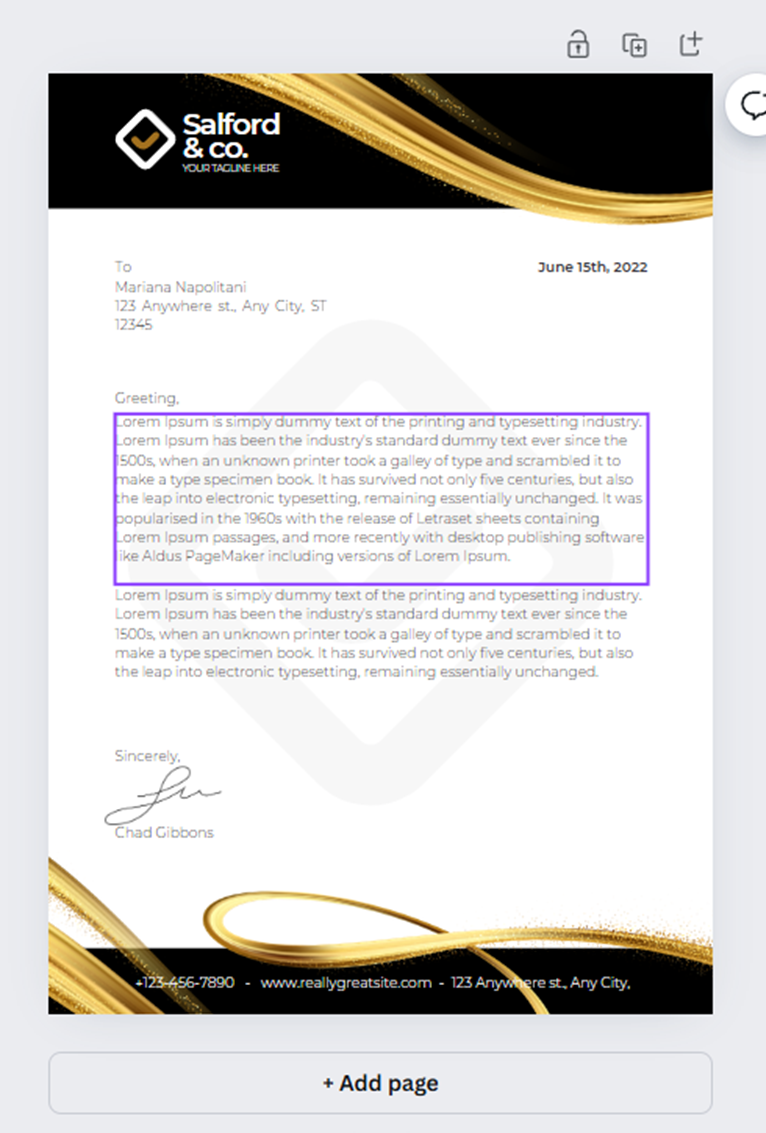 Salford
& co.
YOUR TAGLINE HERE
To
June 15th, 2022
Mariana Napolitani
123 Anywhere st., Any City, ST
12345
Greeting,
Lorem Ipsum is simply dummy text of the printing and typesetting industry.
Lorem Ipsum has been the industry's standard dummy text ever since the
1500s, when an unknown printer took a galley of type and scrambled it to
make a type specimen book. It has survived not only five centuries, but also
the leap into electronic typesetting, remaining essentially unchanged. It was
popularised in the 1960s with the release of Letraset sheets containing
Lorem Ipsum passages, and more recently with desktop publishing software
like Aldus PageMaker including versions of Lorem Ipsum.
Lorem Ipsum is simply dummy text of the printing and typesetting industry.
Lorem Ipsum has been the industry's standard dummy text ever since the
1500s, when an unknown printer took a galley of type and scrambled it to
make a type specimen book. It has survived not only five centuries, but also
the leap into electronic typesetting, remaining essentially unchanged.
Sincerely,
Chad Gibbons
+123-456-7890 - www.reallygreatsite.com - 123 Anywhere st., Any City,
+ Add page